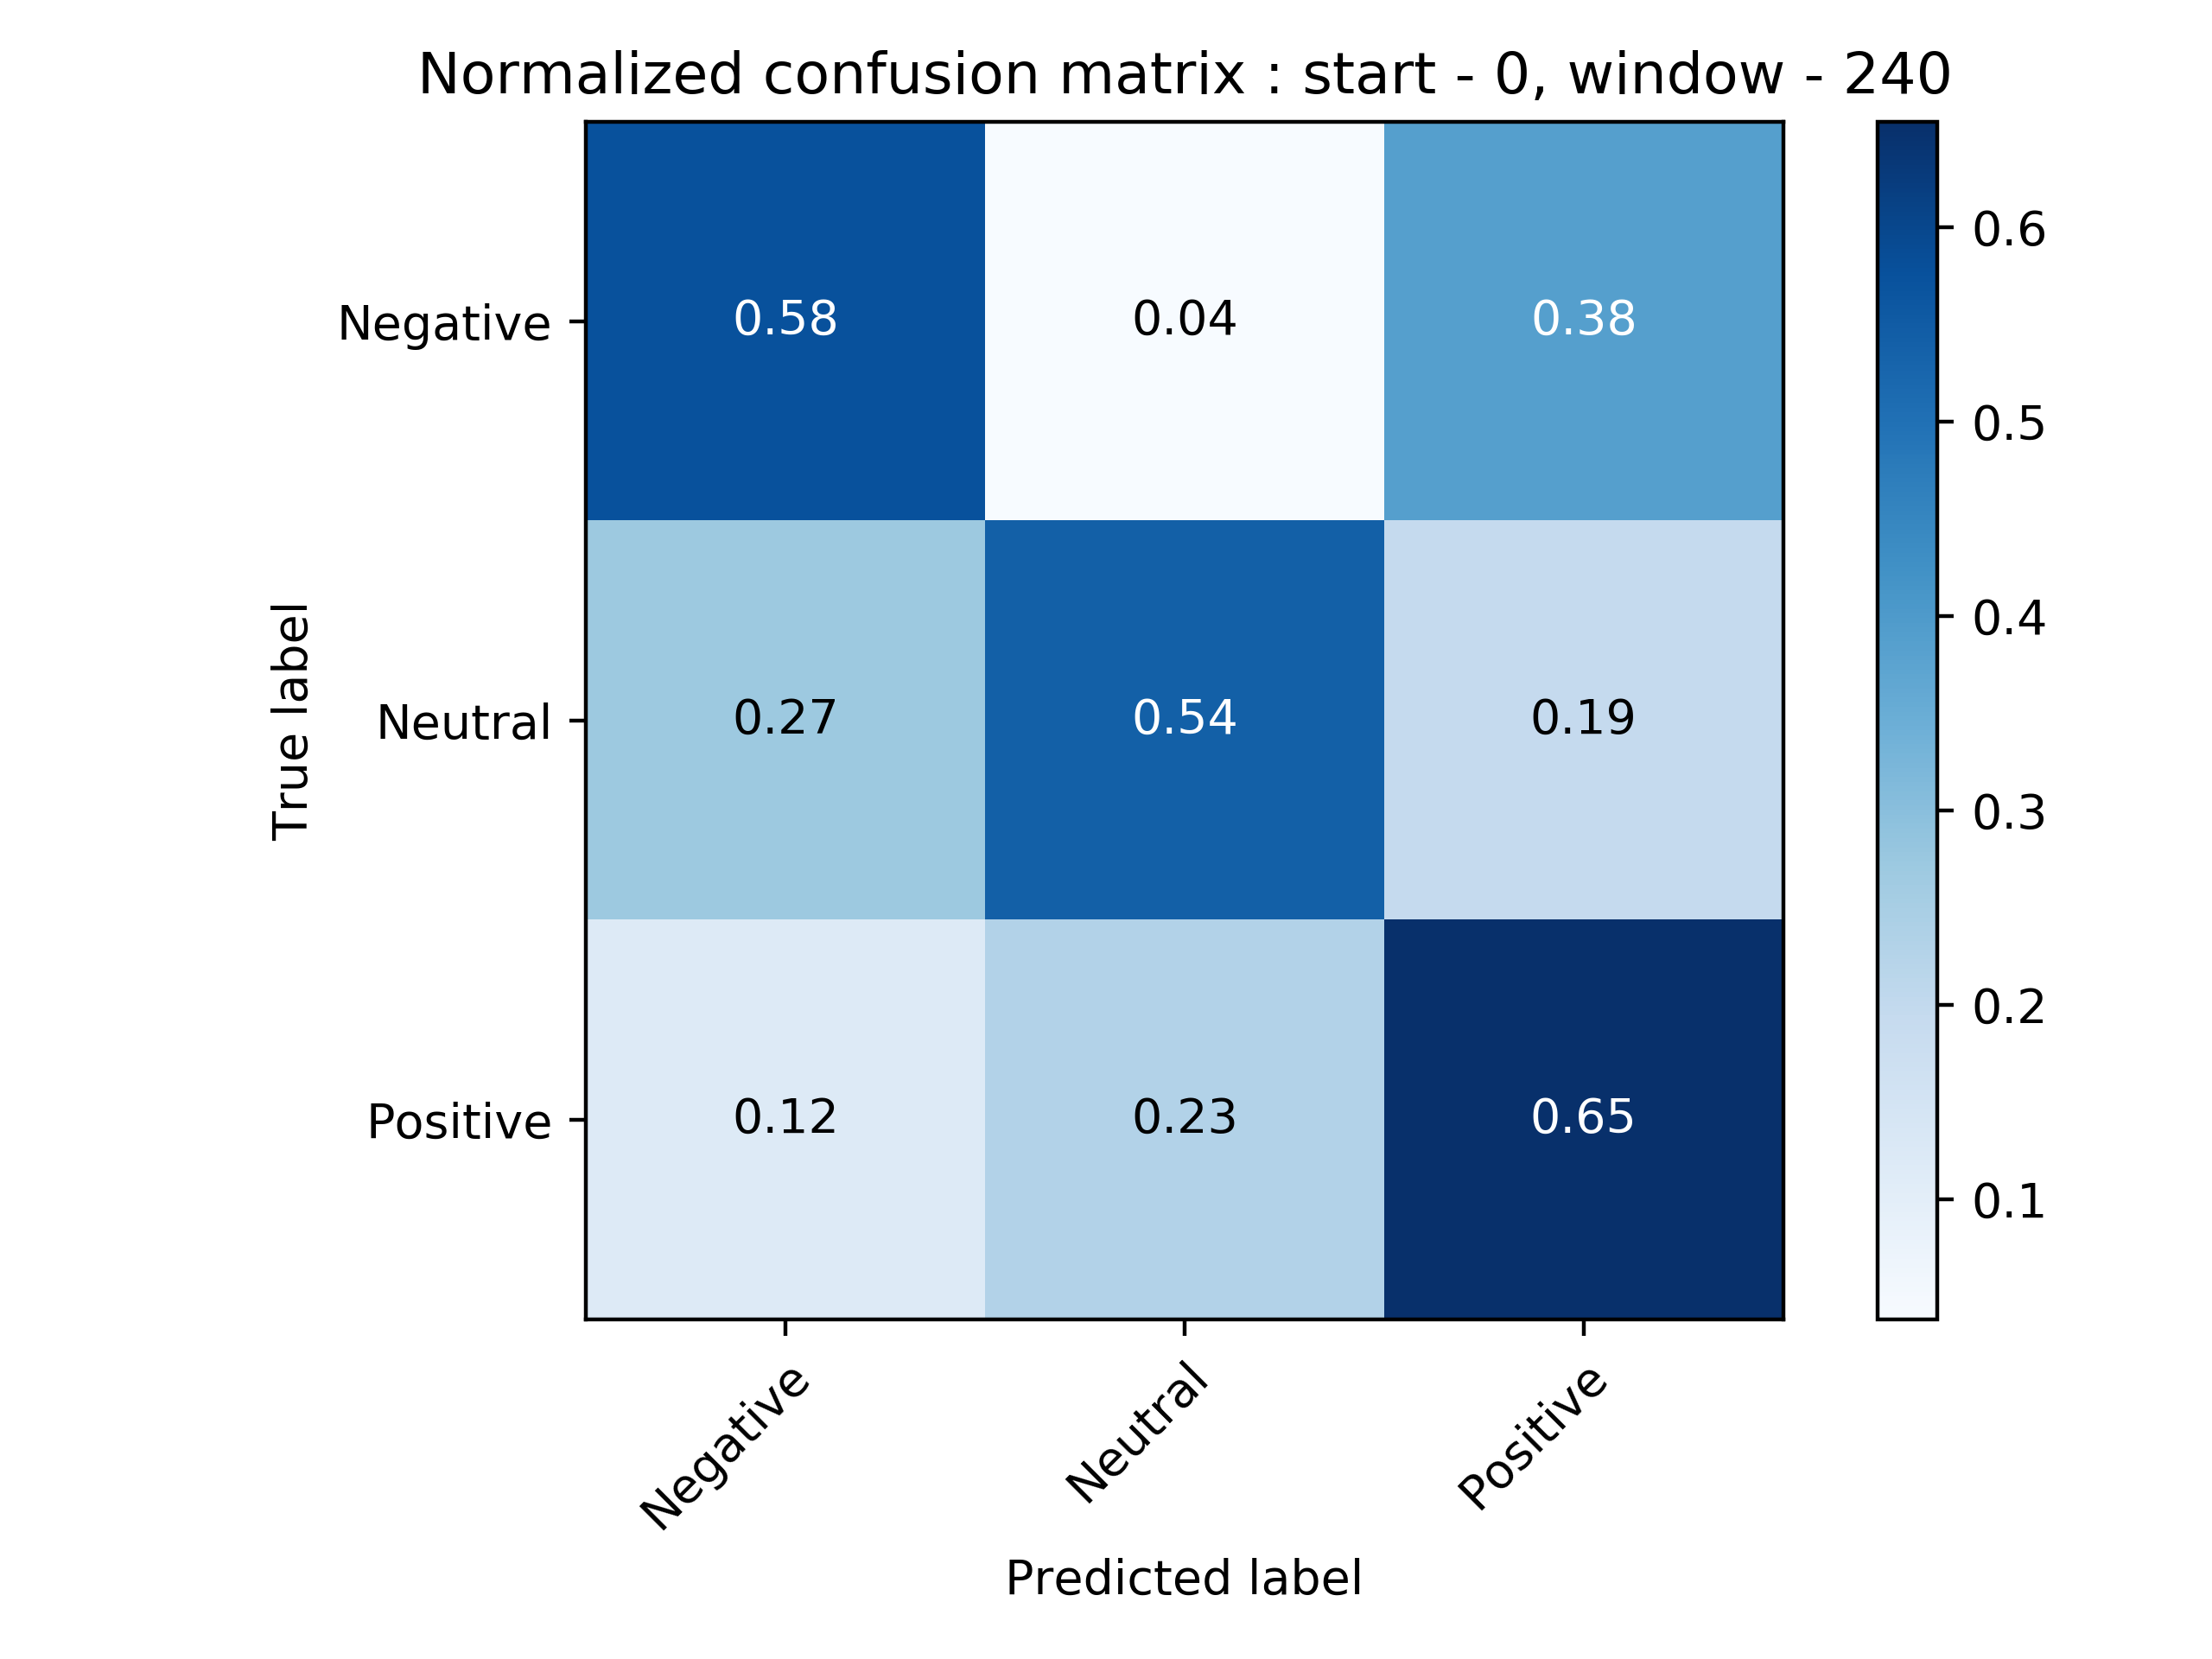 Normalized confusion matrix : start - 0, window - 240
True label
Negative
0.58 0.04 0.38
Neutral
0.27 0.54 0.19
Positive
0.12 0.23 0.65
Negative
Neutral
Positive
Predicted label
0.6
0.5
0.4
0.3
0.2
0.1